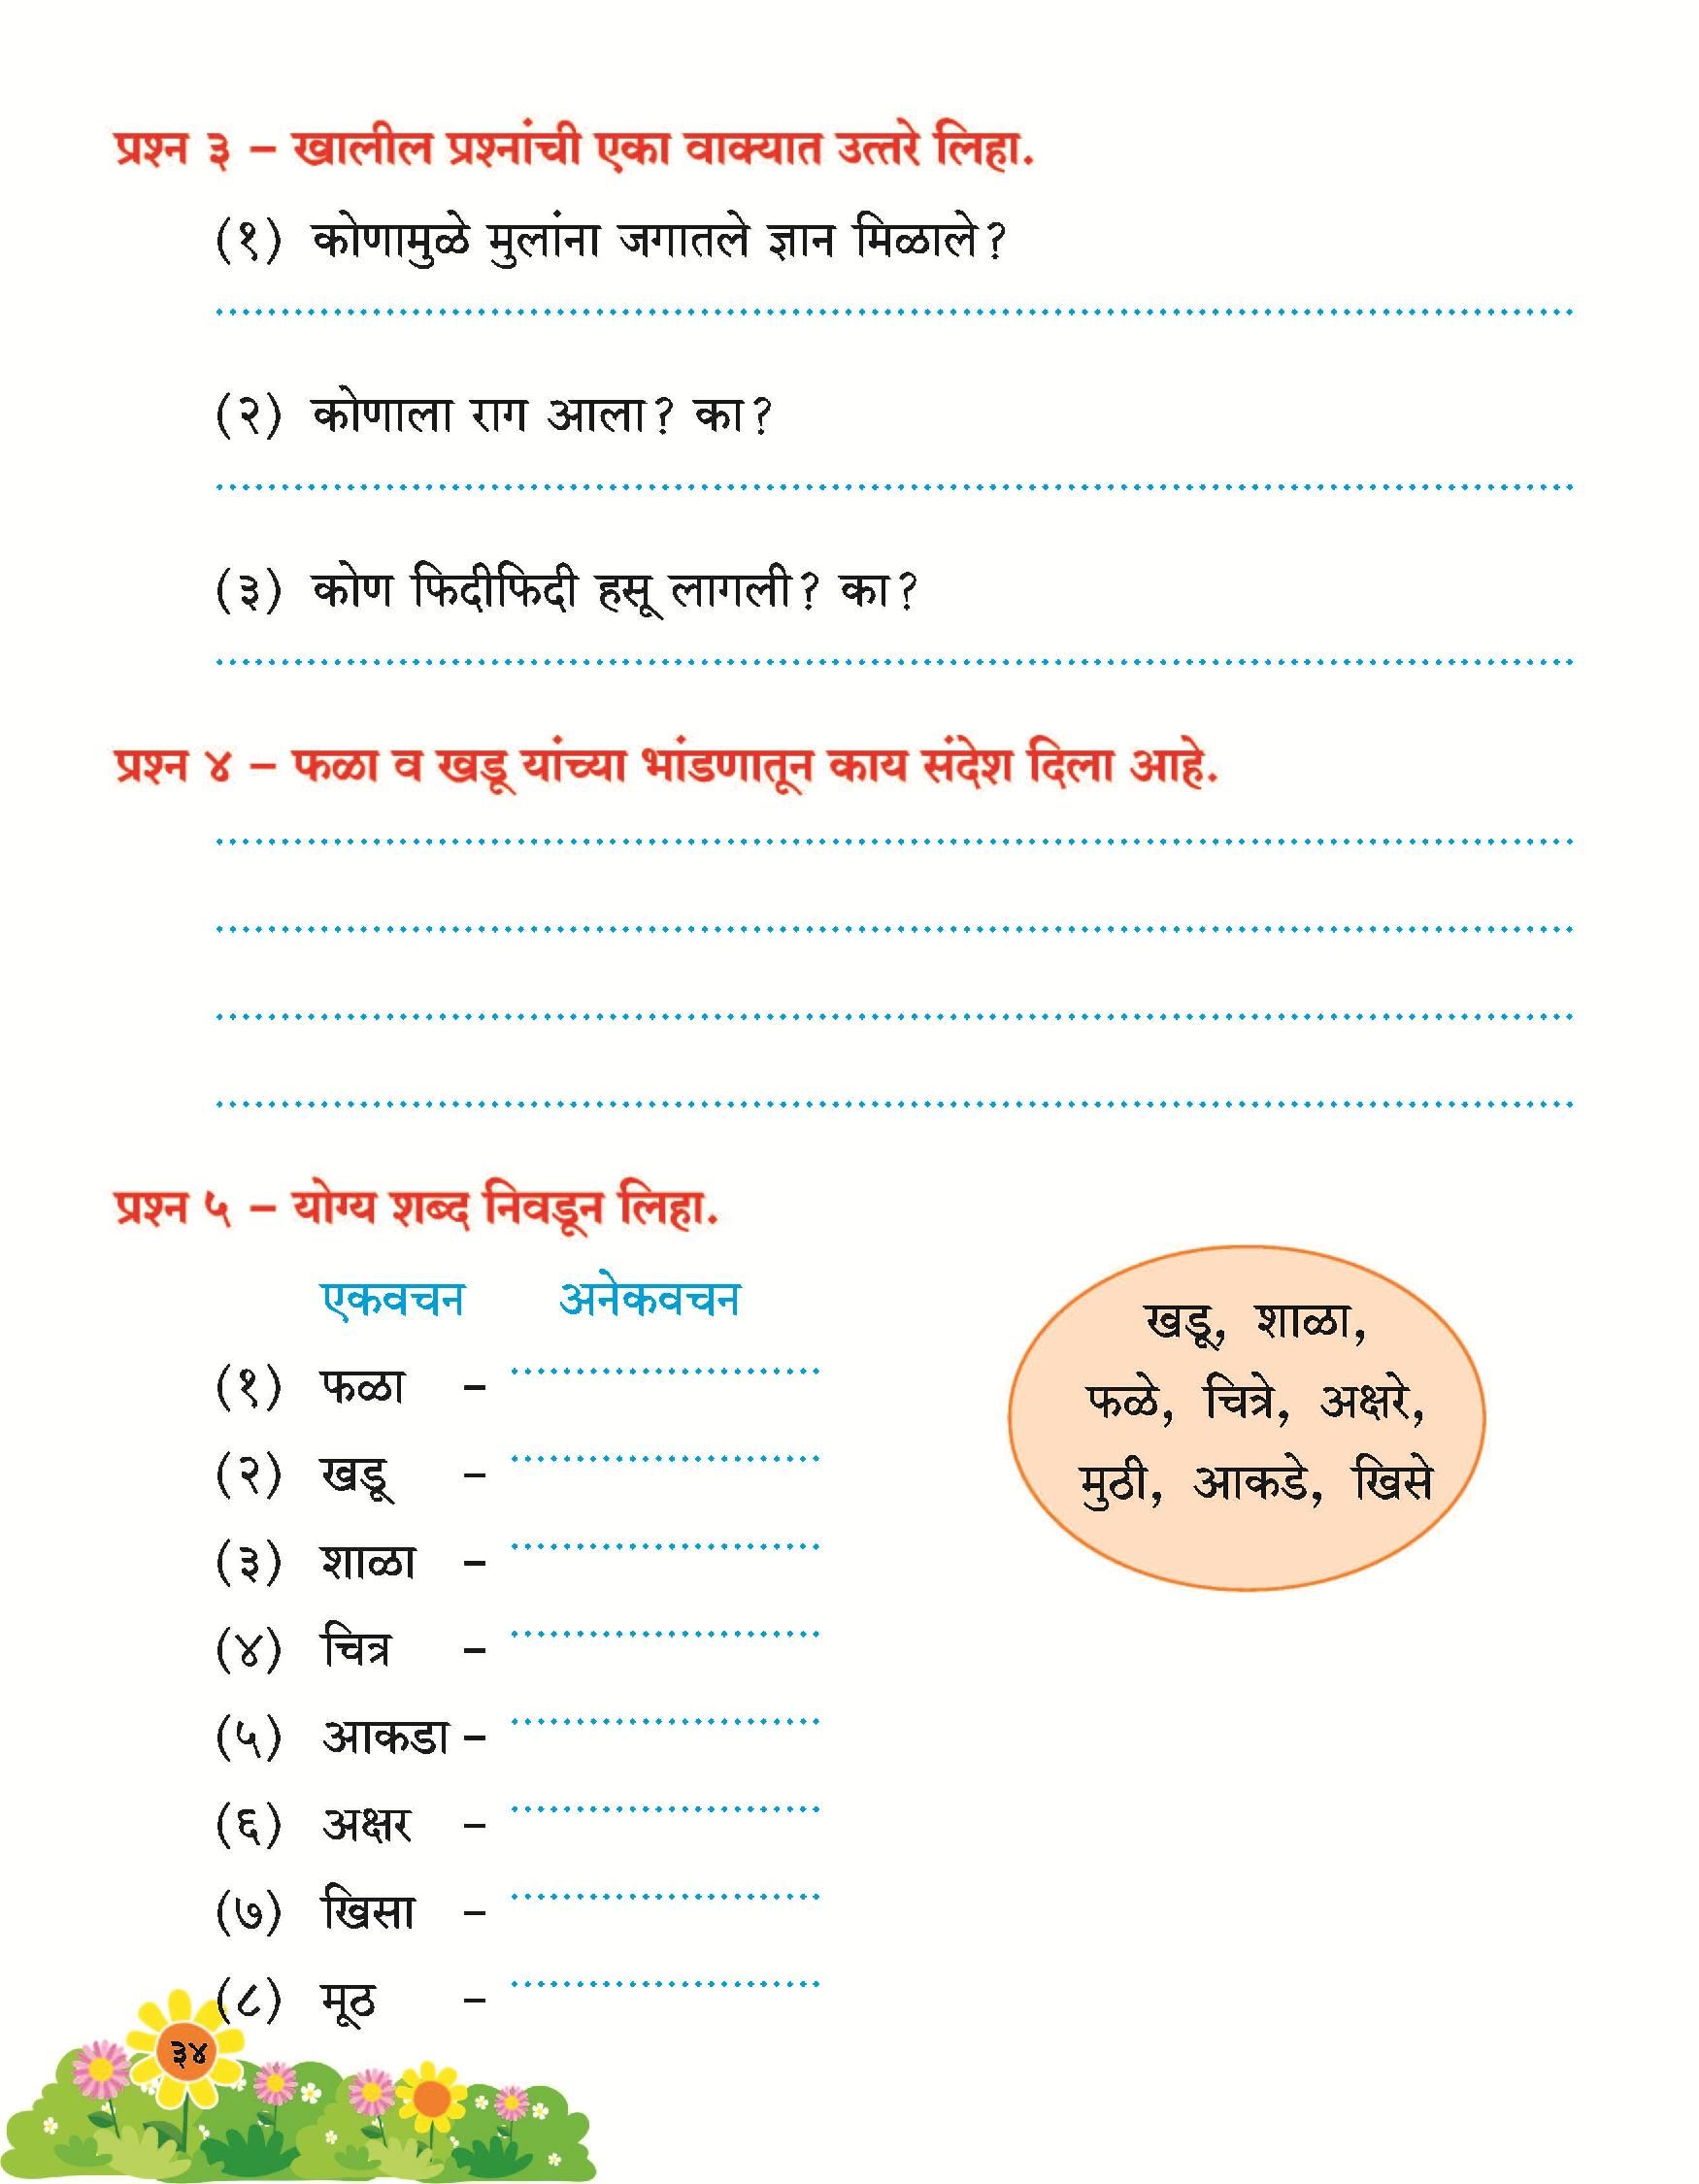 प्रश्न ३ – खालील प्रश्नांची एका वाक्यात उत्तरे लिहा.
(१) कोणामुळे मुलांना जगातले ज्ञान मिळाले?
(२) कोणाला राग आला? का?
(३) कोण फिदीफिदी हसू लागली? का?
प्रश्न ४ – फळा व खडू यांच्या भांडणातून काय संदेश दिला आहे.
प्रश्न ५ – योग्य शब्द निवडून लिहा.
एकवचन अनेकवचन
(१) फळा –
(२) खडू –
(३) शाळा –
(४) चित्र –
(५) आकडा –
(६) अक्षर –
(७) खिसा –
(८) मूठ –
खडू, शाळा,
फळे, चित्रे, अक्षरे,
मुठी, आकडे, खिसे
३४